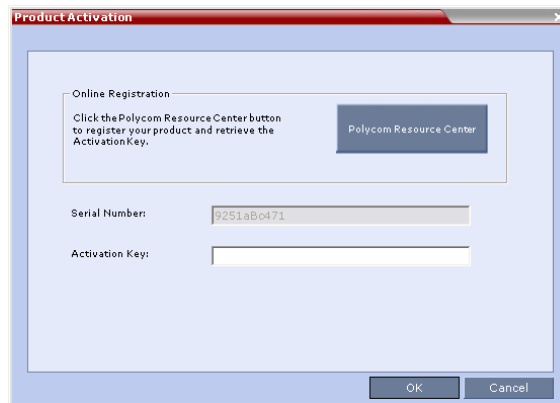 Product Activation
Online Registration
Click the Polycom Resource Center button
to register your product and retrieve the
Activation Key.
Polycom Resource Center
Serial Number:
9251aBc471
Activation Key:
OK
Cancel